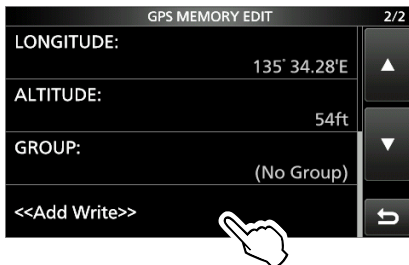 GPS MEMORY EDIT 2/2
LONGITUDE:
135° 34.28'E
ALTITUDE:
54ft
GROUP:
(No Group)
<<Add Write>>